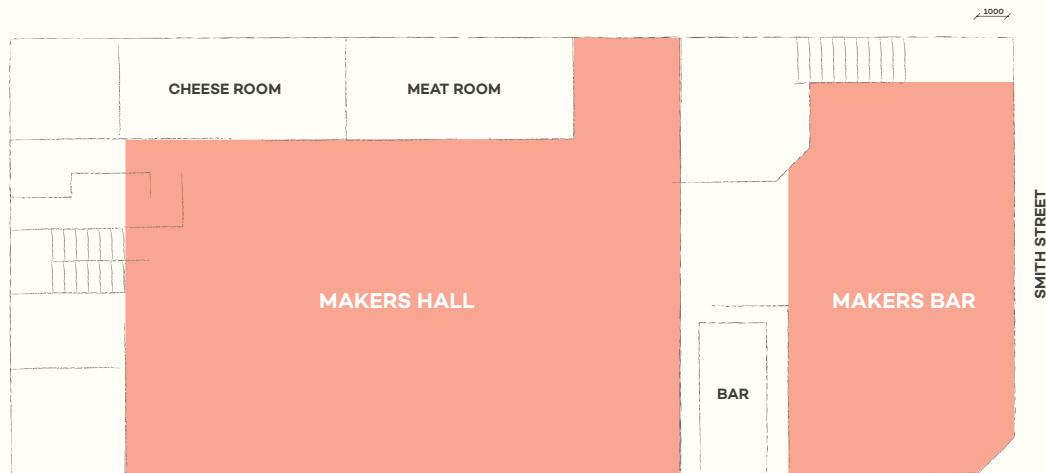 1000
CHEESE ROOM
MEAT ROOM
SMITH STREET
MAKERS HALL
MAKERS BAR
BAR